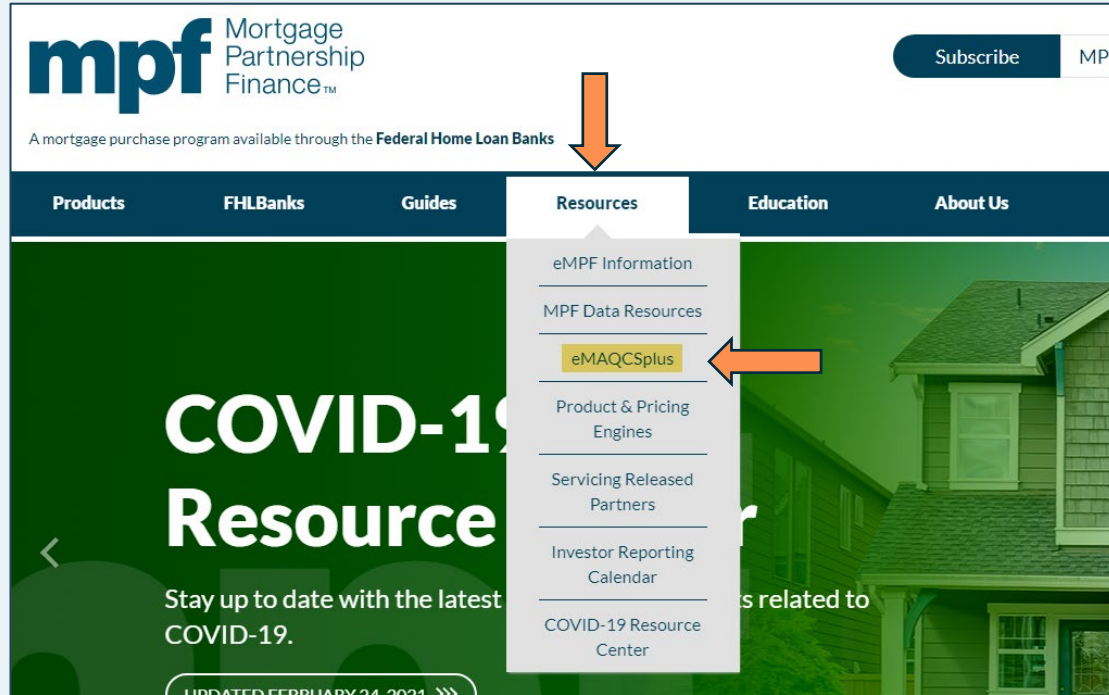 mpf
Mortgage
Partnership
Finance™
Subscribe
A mortgage purchase program available through the Federal Home Loan Banks
Products
FHLBanks
Guides
Resources
Education
About Us
eMPF Information
MPF Data Resources
eMAQCSplus
Product & Pricing
Engines
Servicing Released
Partners
Investor Reporting
Calendar
COVID-19 Resource
Center
COVID-19
Resource
Stay up to date with the latest
related to
COVID-19.
UPDATED FEBRUARY 24, 2021